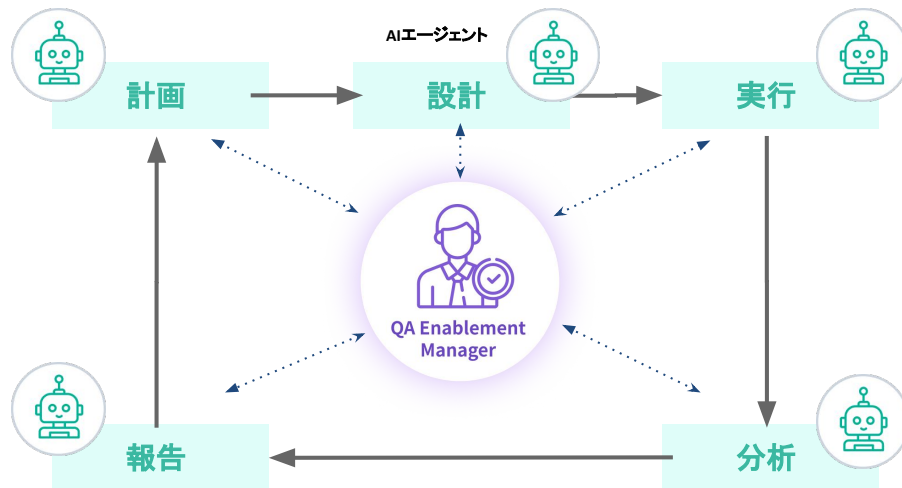 AIエージェント
計画
設計
実行
QA Enablement
Manager
報告
分析